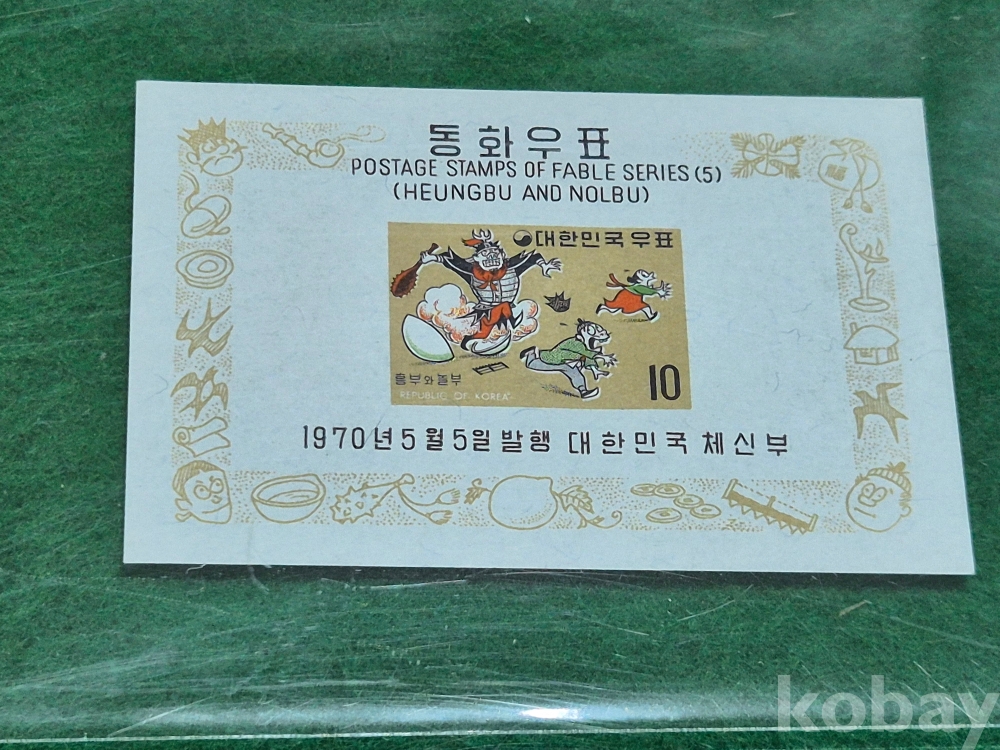 동화우표
POSTAGE STAMPS OF FABLE SERIES (5)
(HEUNGBU AND NOLBU)
대한민국우표
흥부와놀부
REPUBLIC OF KOREA
10
1970년5월5일발행 대한민국 체신부
kobay